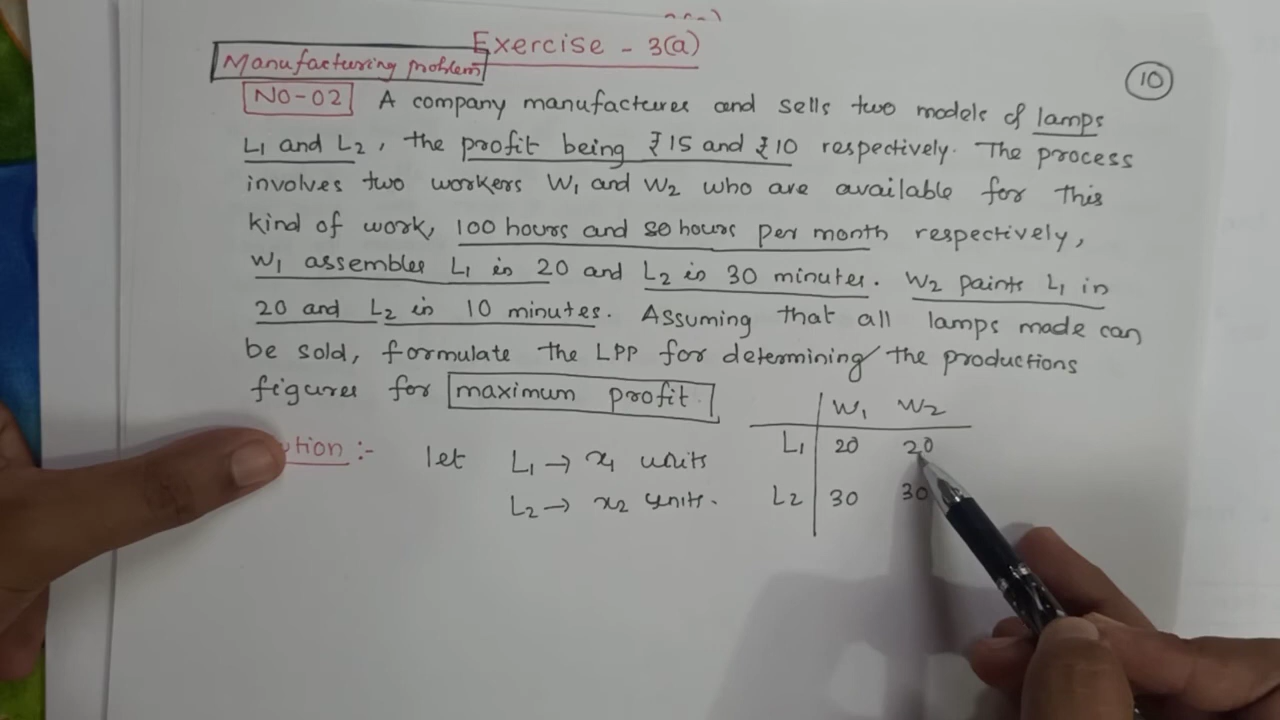 Exercise - 3(a)
Manufacturing problem
10
NO-02 A company manufactures and sells two models of lamps
L1 and L2, the profit being ₹15 and ₹10 respectively. The process
involves two workers W1 and W2 who are available for this
kind of work, 100 hours and 80 hours per month respectively,
W1 assembles L1 in 20 and L2 in 30 minutes. W2 paints L1 in
20 and L2 in 10 minutes. Assuming that all lamps made can
be sold, formulate the LPP for determining the productions
figures for maximum profit.
W1 W2
ution :- let L1 → x1 units L1 20 20
L2 → x2 units. L2 30 30